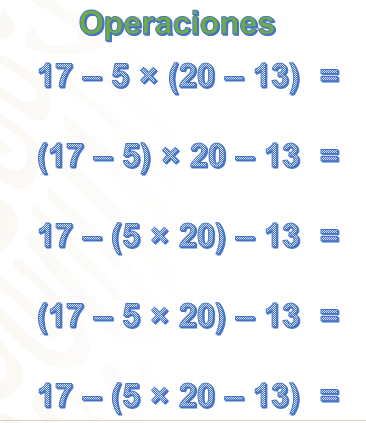 Operaciones
17 – 5 × (20 – 13) =
(17 – 5) × 20 – 13 =
17 – (5 × 20) – 13 =
(17 – 5 × 20) – 13 =
17 – (5 × 20 – 13) =